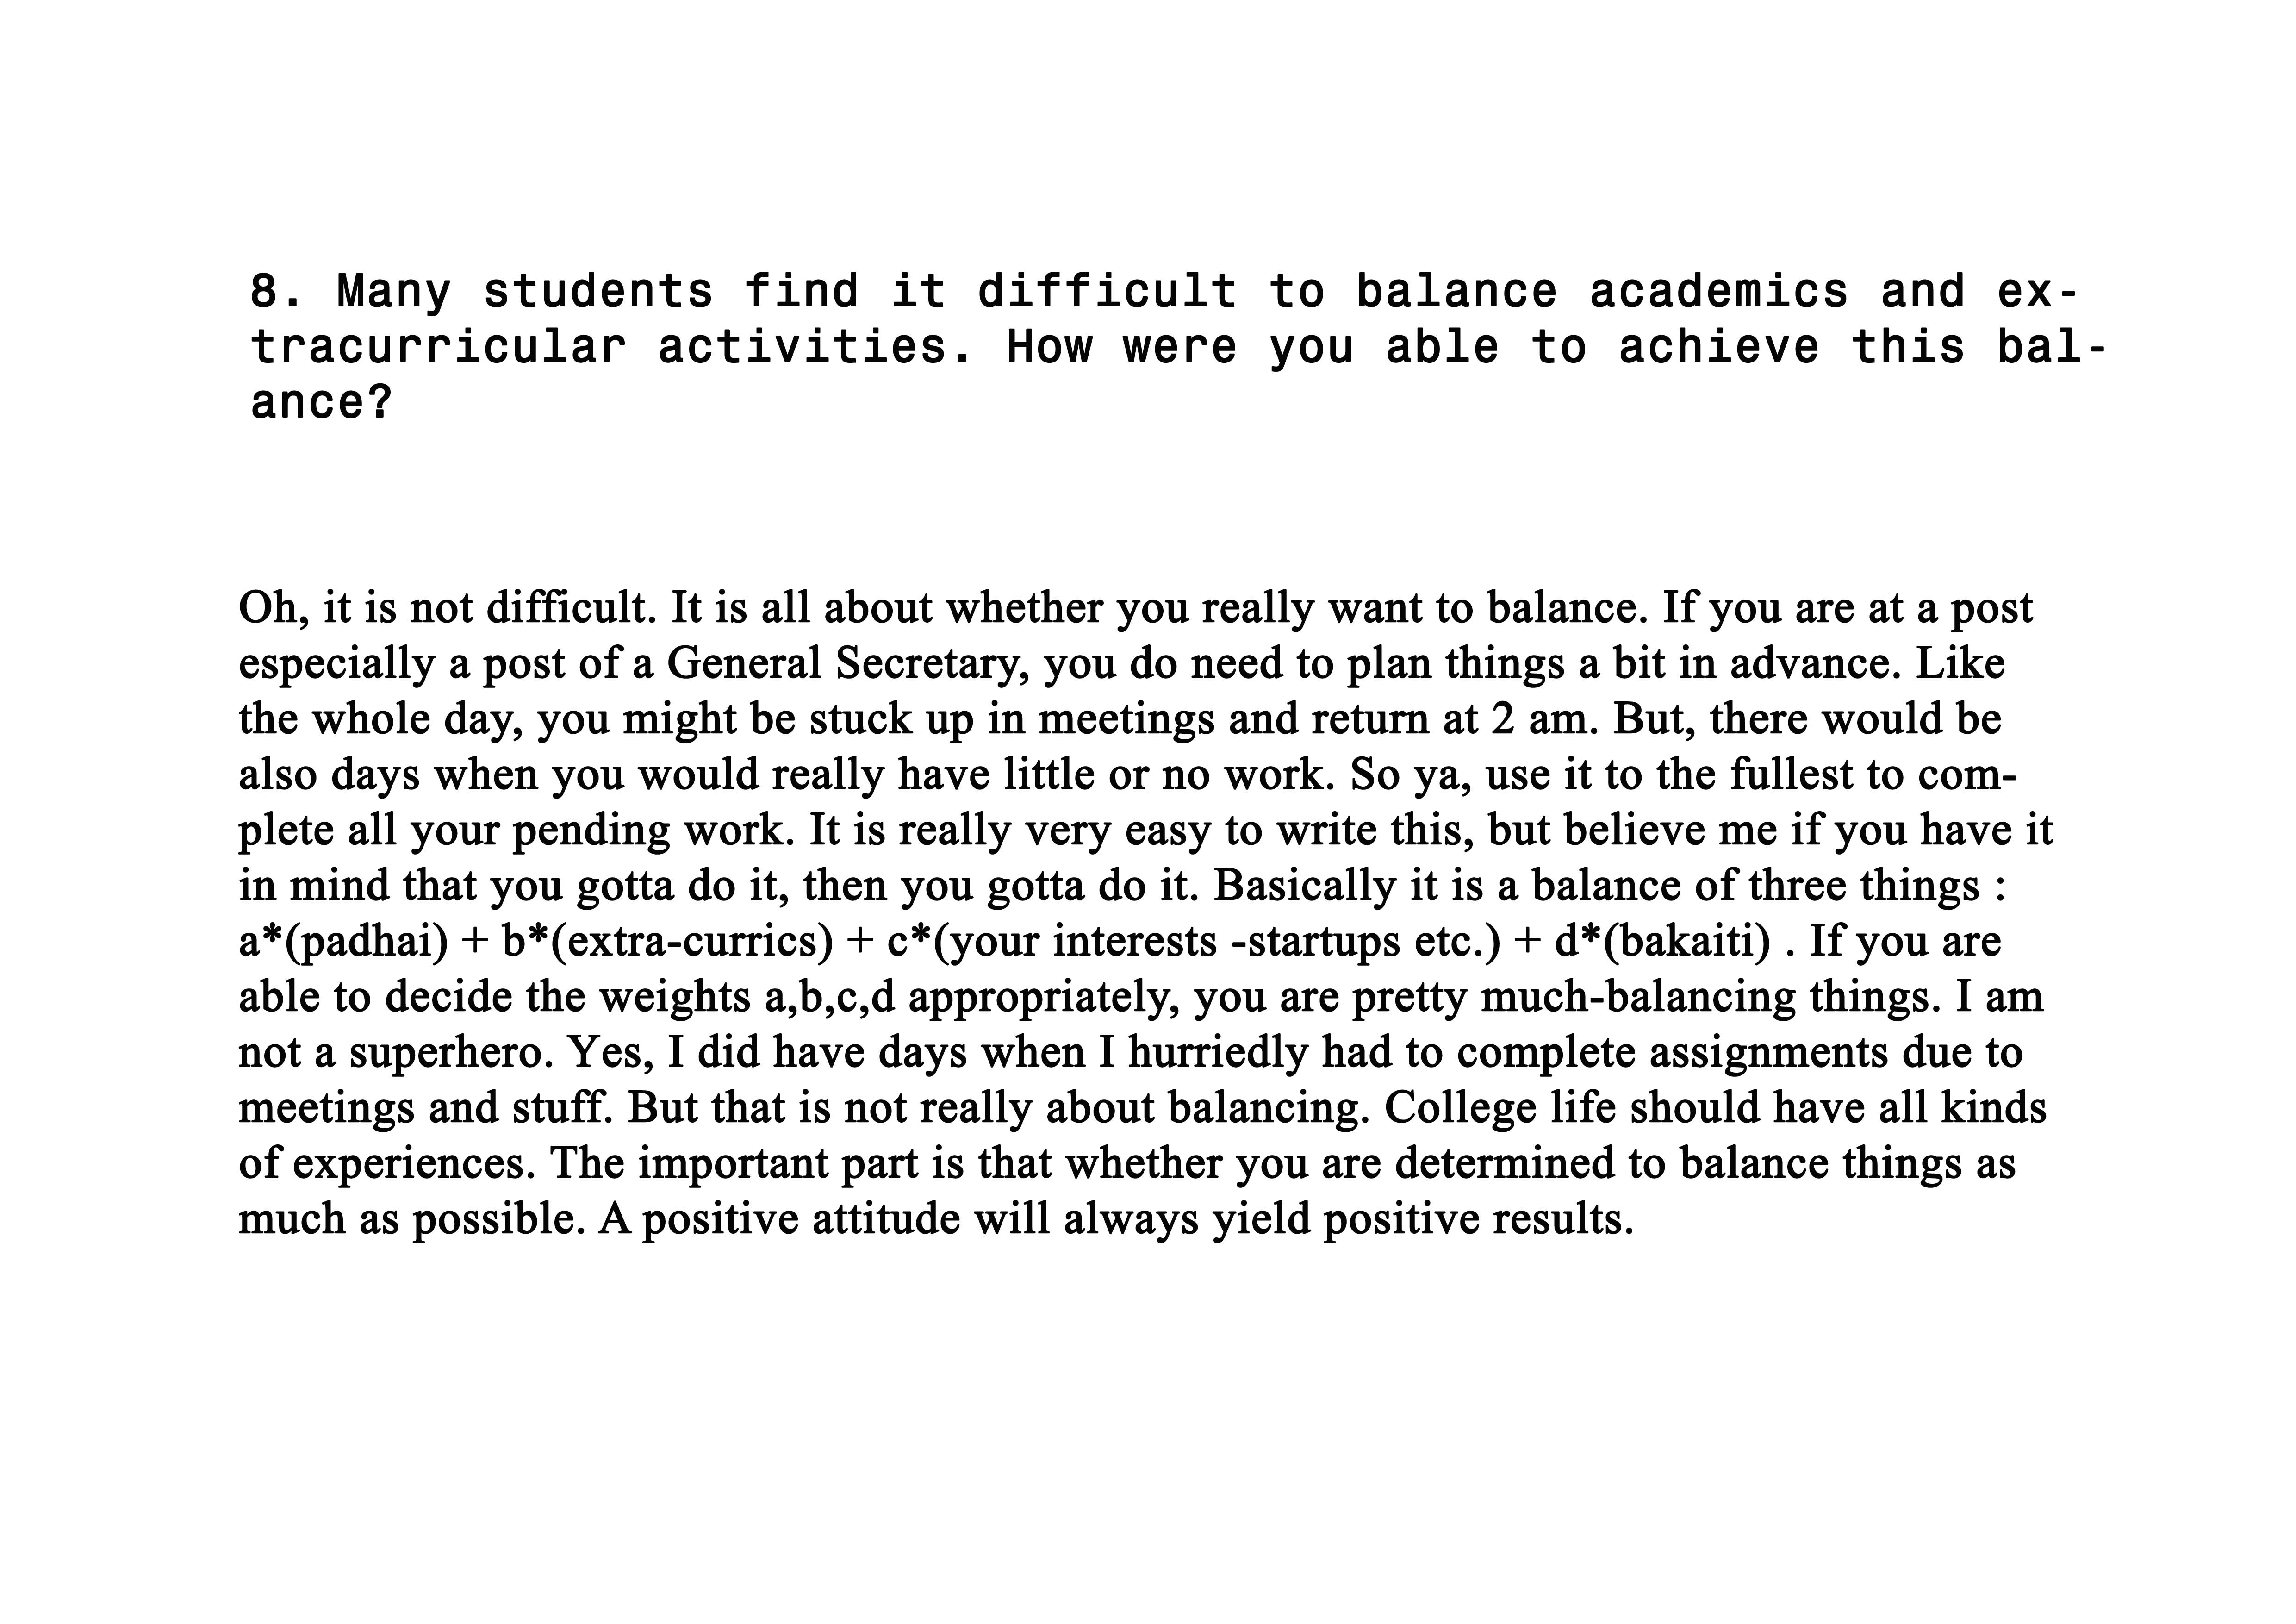 8. Many students find it difficult to balance academics and ex-
tracurricular activities. How were you able to achieve this bal-
ance?
Oh, it is not difficult. It is all about whether you really want to balance. If you are at a post
especially a post of a General Secretary, you do need to plan things a bit in advance. Like
the whole day, you might be stuck up in meetings and return at 2 am. But, there would be
also days when you would really have little or no work. So ya, use it to the fullest to com-
plete all your pending work. It is really very easy to write this, but believe me if you have it
in mind that you gotta do it, then you gotta do it. Basically it is a balance of three things :
a*(padhai) + b*(extra-currics) + c*(your interests -startups etc.) + d*(bakaiti) . If you are
able to decide the weights a,b,c,d appropriately, you are pretty much-balancing things. I am
not a superhero. Yes, I did have days when I hurriedly had to complete assignments due to
meetings and stuff. But that is not really about balancing. College life should have all kinds
of experiences. The important part is that whether you are determined to balance things as
much as possible. A positive attitude will always yield positive results.